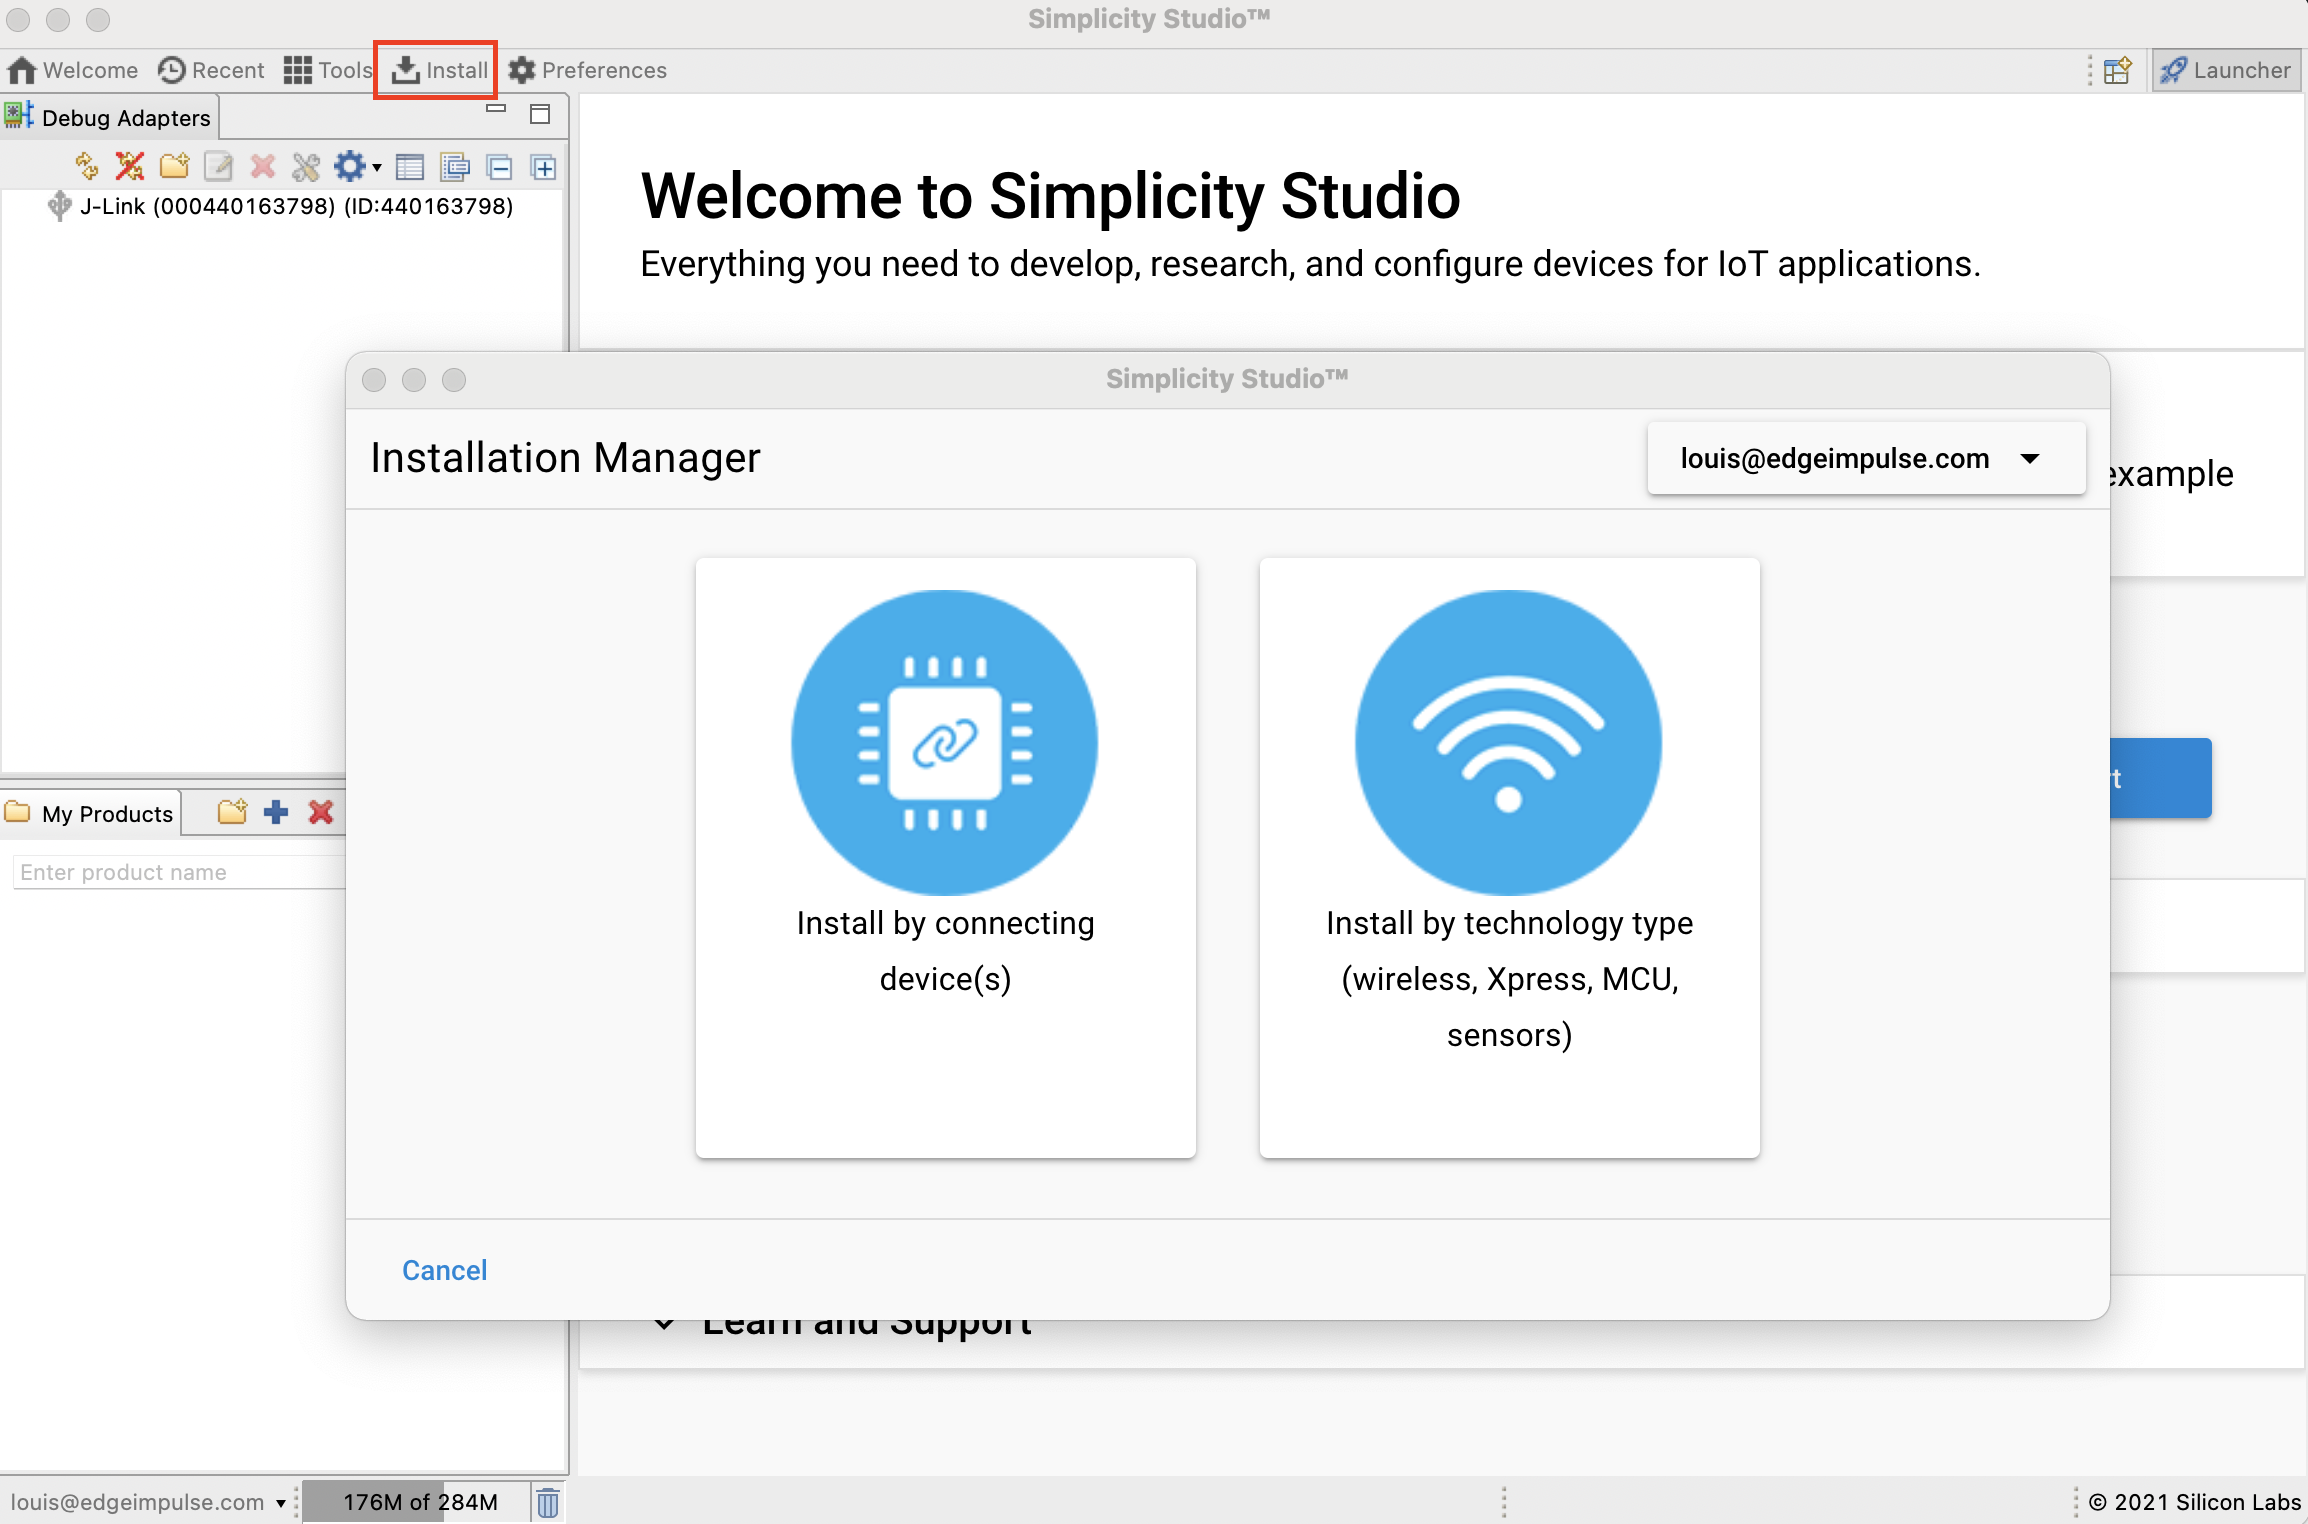 Simplicity Studio™
Welcome
Recent
Tools
Install
Preferences
Launcher
Debug Adapters
J-Link (000440163798) (ID:440163798)
Welcome to Simplicity Studio
Everything you need to develop, research, and configure devices for IoT applications.
Simplicity Studio™
Installation Manager
louis@edgeimpulse.com
example
Install by connecting
device(s)
Install by technology type
(wireless, Xpress, MCU,
sensors)
My Products
Enter product name
Cancel
Learn and Support
louis@edgeimpulse.com
176M of 284M
© 2021 Silicon Labs